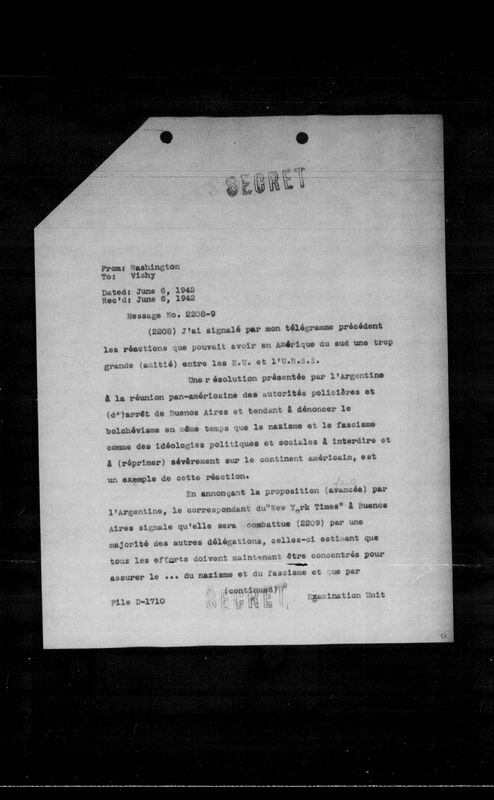 SECRET
From: Washington
To: Vichy
Dated: June 6, 1942
Rec'd: June 6, 1942
Message No. 2208-9
(2208) J'ai signalé par mon télégramme précédent
les réactions que pouvait avoir en Amérique du sud une trop
grande (amitié) entre les E.U. et l'U.R.S.S.
Une r ésolution présentée par l'Argentine
à la réunion pan-américaine des autorités policières et
(d')arrêt de Buenos Aires et tendant à dénoncer le
bolchévisme en même temps que le nazisme et le fascisme
comme des idéologies politiques et sociales à interdire et
à (réprimer) sévèrement sur le continent américain, est
un exemple de cette réaction.
En annonçant la proposition (avancée) par
l'Argentine, le correspondant du"New York Times" à Buenos
Aires signale qu'elle sera combattue (2209) par une
majorité des autres délégations, celles-ci estimant que
tous les efforts doivent maintenant être concentrés pour
assurer le ... du nazisme et du fascisme et que par
(continued)
File D-1710 SECRET Examination Unit